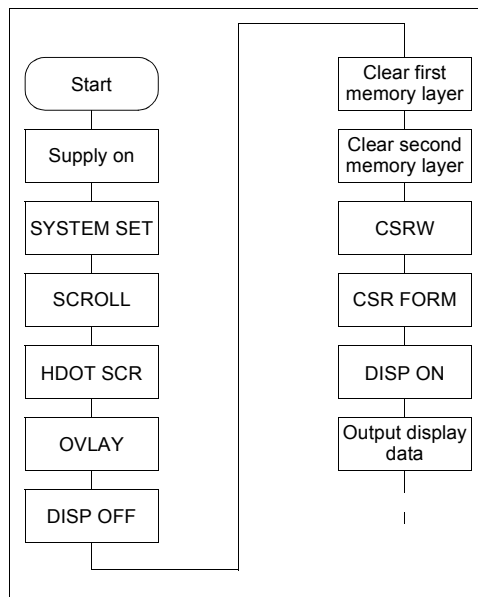 Start
Supply on
SYSTEM SET
SCROLL
HDOT SCR
OVLAY
DISP OFF
Clear first
memory layer
Clear second
memory layer
CSRW
CSR FORM
DISP ON
Output display
data